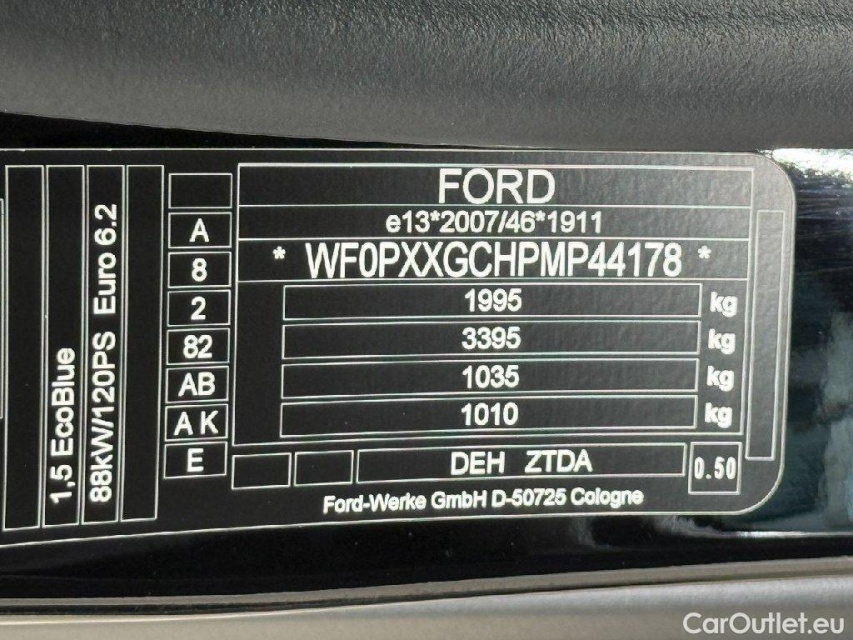 FORD
e13*2007/46*1911
* WF0PXXGCHPMP44178 *
1995 kg
3395 kg
1035 kg
1010 kg
DEH ZTDA
0.50
Ford-Werke GmbH D-50725 Cologne
A
8
2
82
AB
A K
E
1,5 EcoBlue
88kW/120PS Euro 6.2
CarOutlet.eu